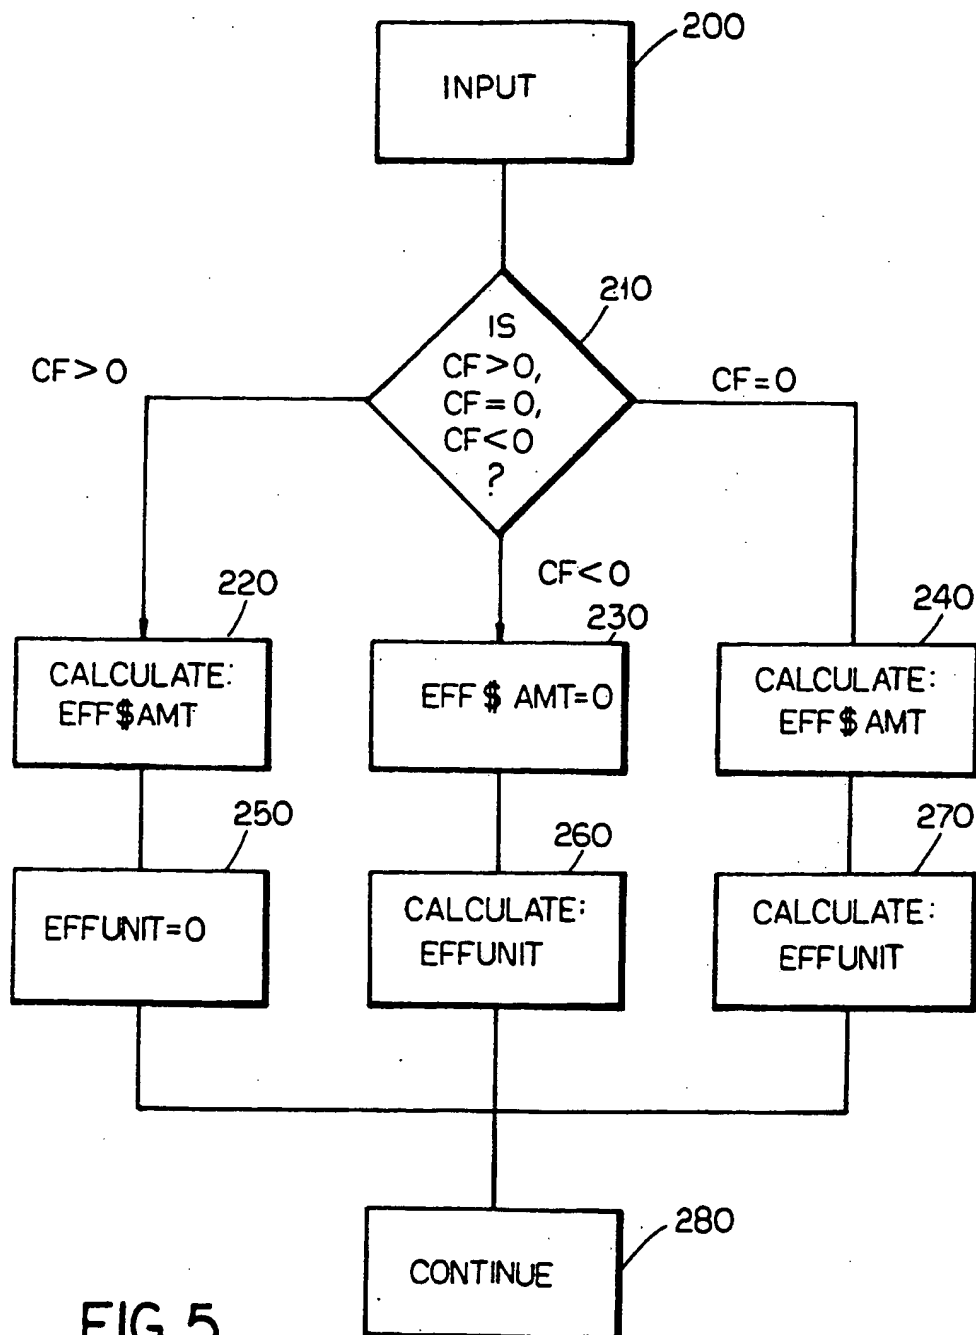 200
INPUT
210
IS
CF>0,
CF=0,
CF<0
?
CF>0
CF=0
CF<0
220
CALCULATE:
EFF$AMT
230
EFF $ AMT=0
240
CALCULATE:
EFF$ AMT
250
EFFUNIT=0
260
CALCULATE:
EFFUNIT
270
CALCULATE:
EFFUNIT
280
CONTINUE
FIG.5